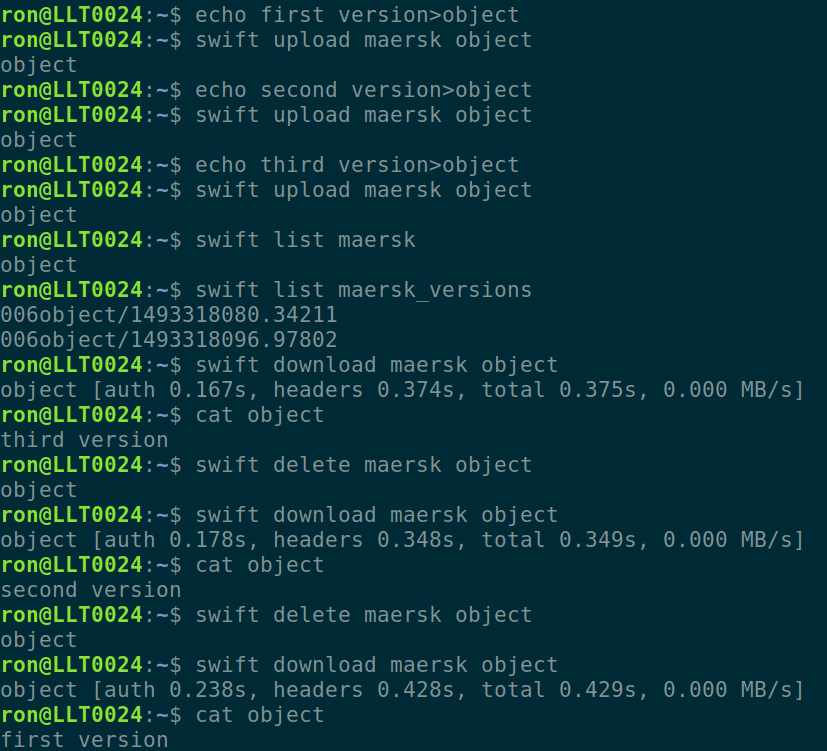 ron@LLT0024:~$ echo first version>object
ron@LLT0024:~$ swift upload maersk object
object
ron@LLT0024:~$ echo second version>object
ron@LLT0024:~$ swift upload maersk object
object
ron@LLT0024:~$ echo third version>object
ron@LLT0024:~$ swift upload maersk object
object
ron@LLT0024:~$ swift list maersk
object
ron@LLT0024:~$ swift list maersk_versions
006object/1493318080.34211
006object/1493318096.97802
ron@LLT0024:~$ swift download maersk object
object [auth 0.167s, headers 0.374s, total 0.375s, 0.000 MB/s]
ron@LLT0024:~$ cat object
third version
ron@LLT0024:~$ swift delete maersk object
object
ron@LLT0024:~$ swift download maersk object
object [auth 0.178s, headers 0.348s, total 0.349s, 0.000 MB/s]
ron@LLT0024:~$ cat object
second version
ron@LLT0024:~$ swift delete maersk object
object
ron@LLT0024:~$ swift download maersk object
object [auth 0.238s, headers 0.428s, total 0.429s, 0.000 MB/s]
ron@LLT0024:~$ cat object
first version